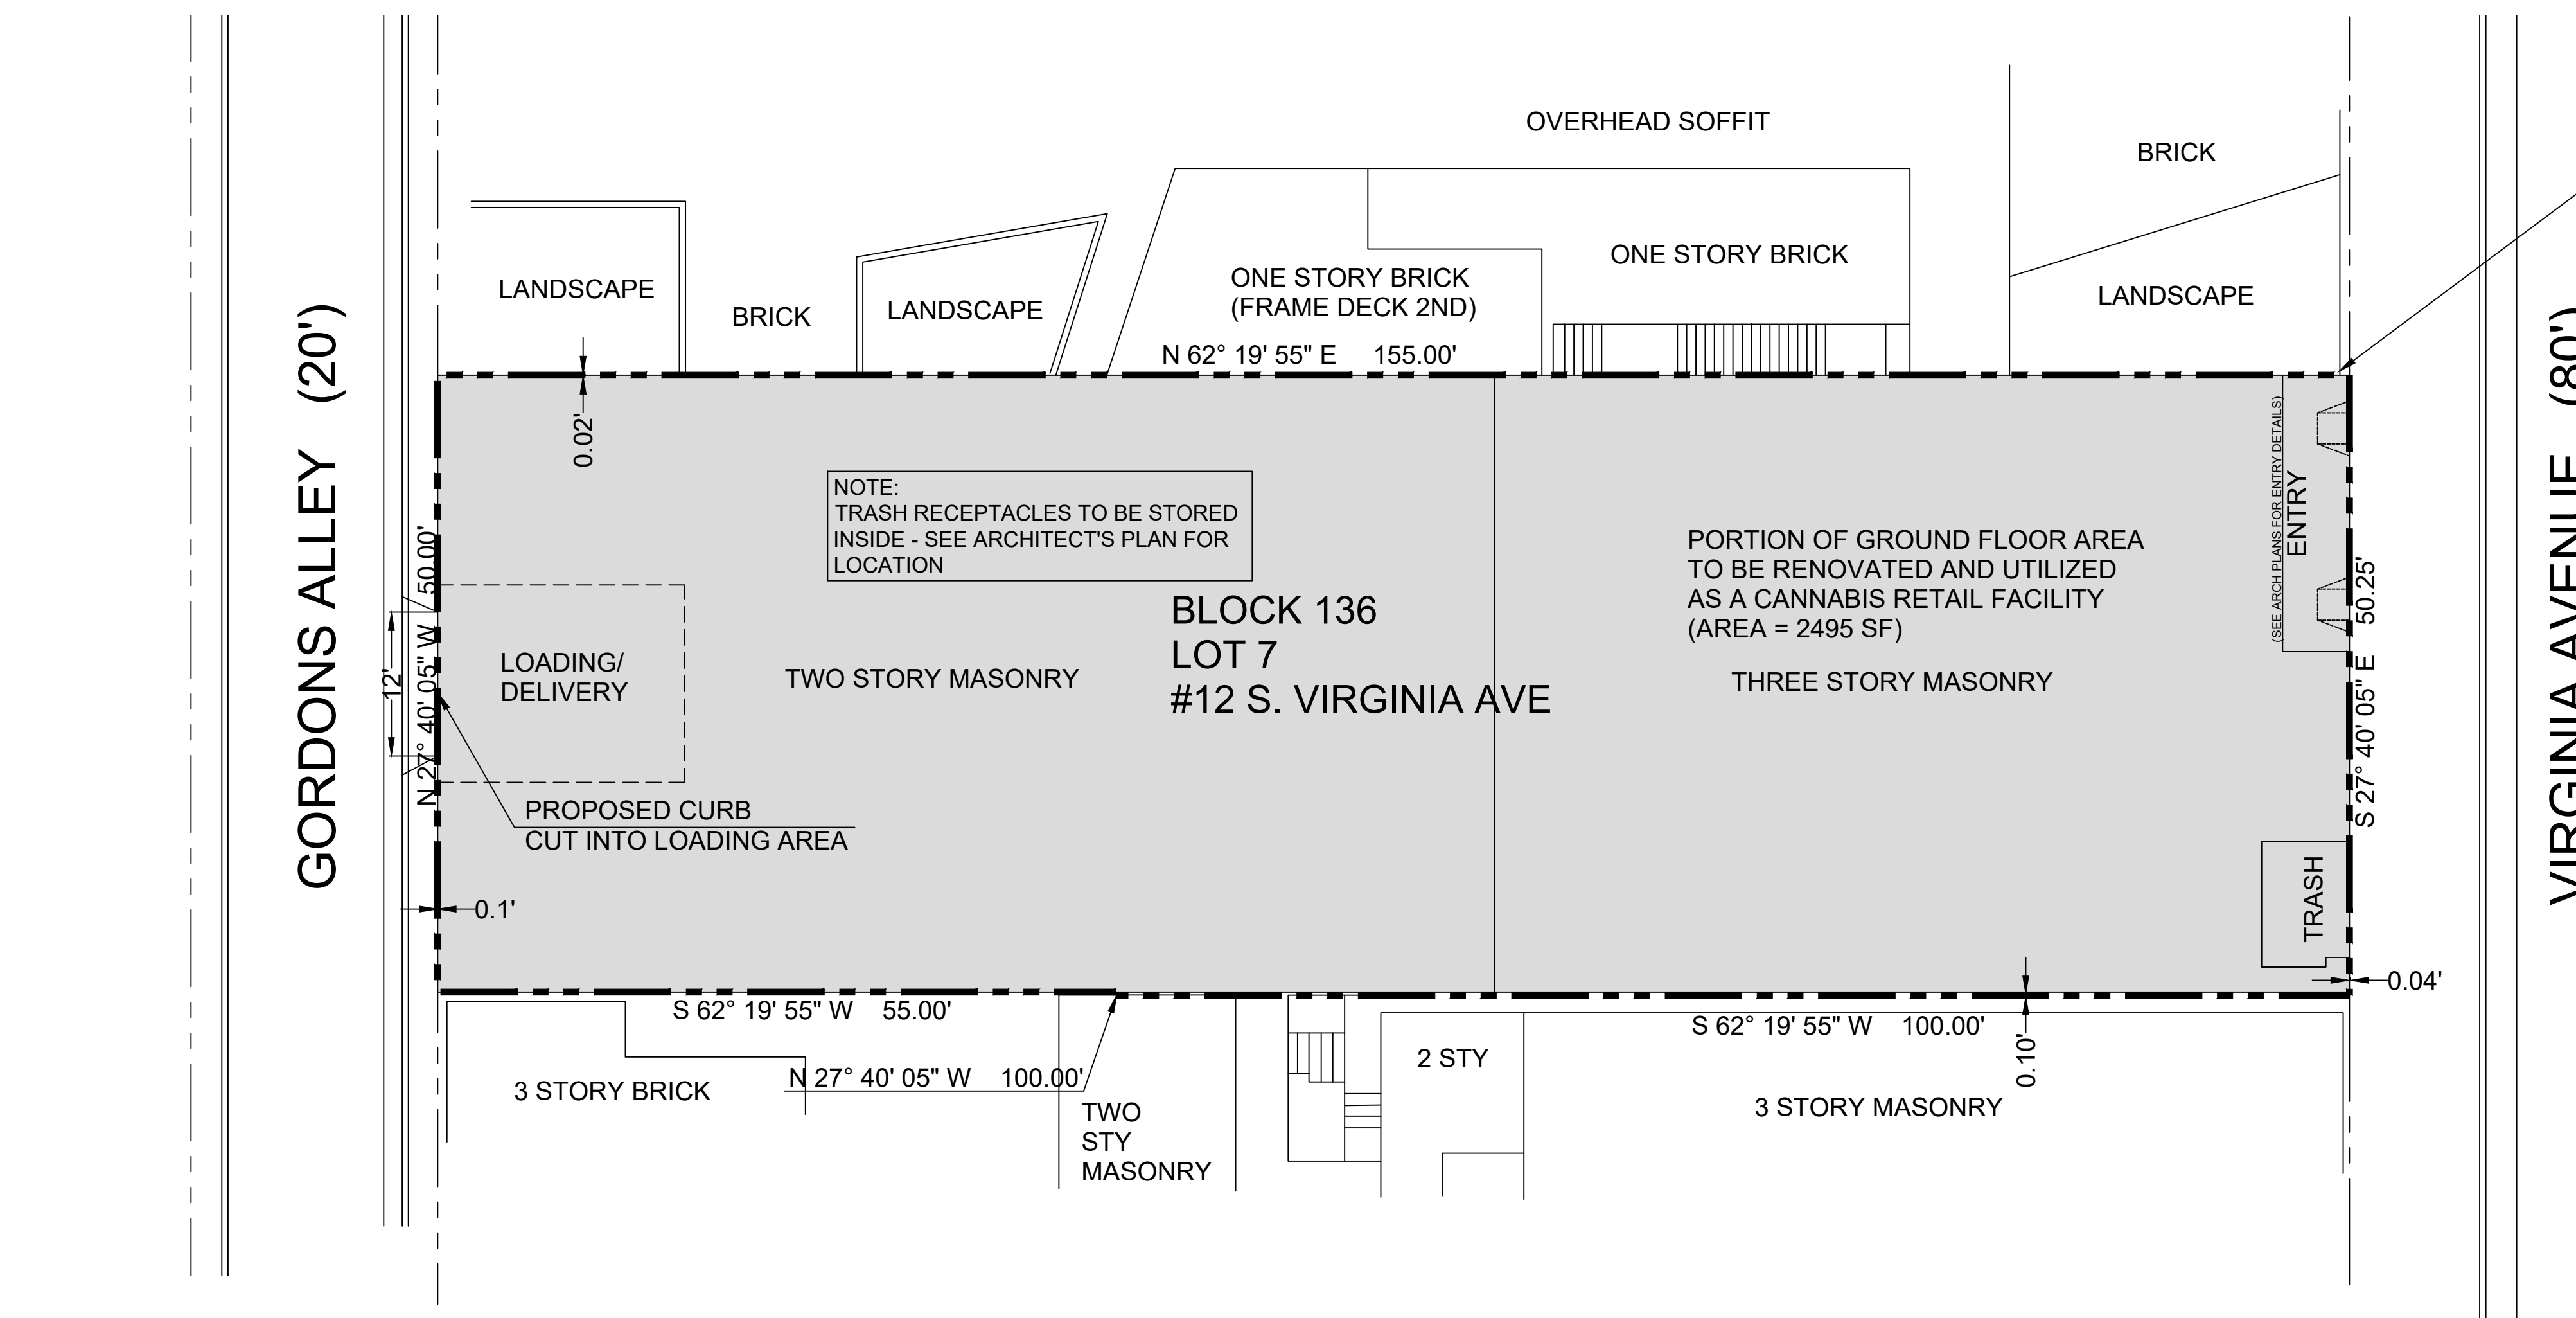 OVERHEAD SOFFIT
BRICK
LANDSCAPE
BRICK
LANDSCAPE
ONE STORY BRICK
(FRAME DECK 2ND)
ONE STORY BRICK
LANDSCAPE
N 62° 19' 55" E 155.00'
GORDONS ALLEY (20')
0.02'
NOTE:
TRASH RECEPTACLES TO BE STORED
INSIDE - SEE ARCHITECT'S PLAN FOR
LOCATION
N 27° 40' 05" W 50.00'
12'
LOADING/
DELIVERY
TWO STORY MASONRY
BLOCK 136
LOT 7
#12 S. VIRGINIA AVE
PORTION OF GROUND FLOOR AREA
TO BE RENOVATED AND UTILIZED
AS A CANNABIS RETAIL FACILITY
(AREA = 2495 SF)
THREE STORY MASONRY
(SEE ARCH PLANS FOR ENTRY DETAILS)
ENTRY
S 27° 40' 05" E 50.25'
VIRGINIA AVENUE (80')
PROPOSED CURB
CUT INTO LOADING AREA
0.1'
TRASH
0.04'
S 62° 19' 55" W 55.00'
S 62° 19' 55" W 100.00'
0.10'
3 STORY BRICK
N 27° 40' 05" W 100.00'
TWO
STY
MASONRY
2 STY
3 STORY MASONRY